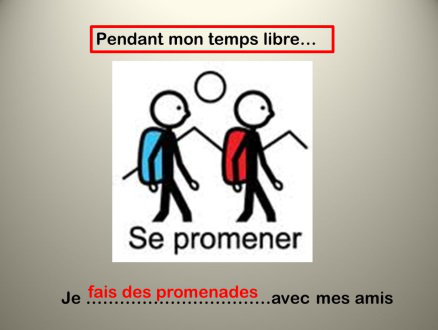 Pendant mon temps libre…
Se promener
Je fais des promenades avec mes amis